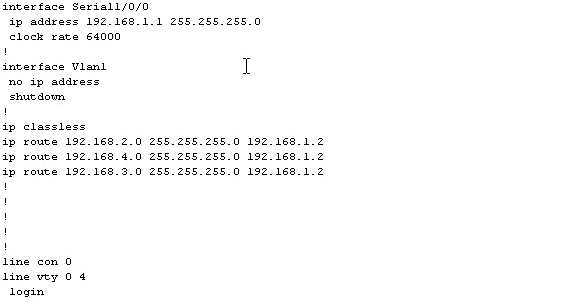 interface Serial1/0/0
 ip address 192.168.1.1 255.255.255.0
 clock rate 64000
!
interface Vlan1
 no ip address
 shutdown
!
ip classless
ip route 192.168.2.0 255.255.255.0 192.168.1.2
ip route 192.168.4.0 255.255.255.0 192.168.1.2
ip route 192.168.3.0 255.255.255.0 192.168.1.2
!
!
!
!
!
line con 0
line vty 0 4
 login